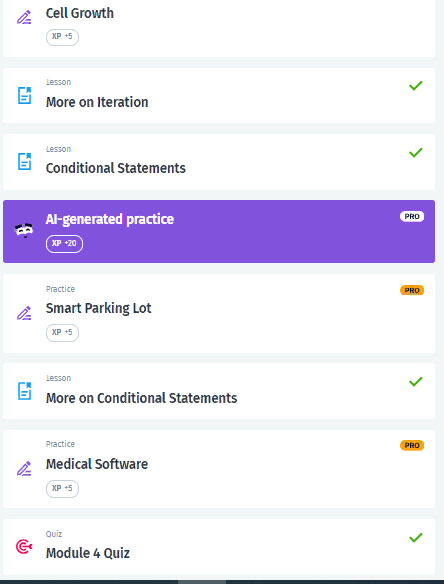 Cell Growth
XP +5
Lesson
More on Iteration
Lesson
Conditional Statements
AI-generated practice
PRO
XP +20
Practice
PRO
Smart Parking Lot
XP +5
Lesson
More on Conditional Statements
Practice
PRO
Medical Software
XP +5
Quiz
Module 4 Quiz